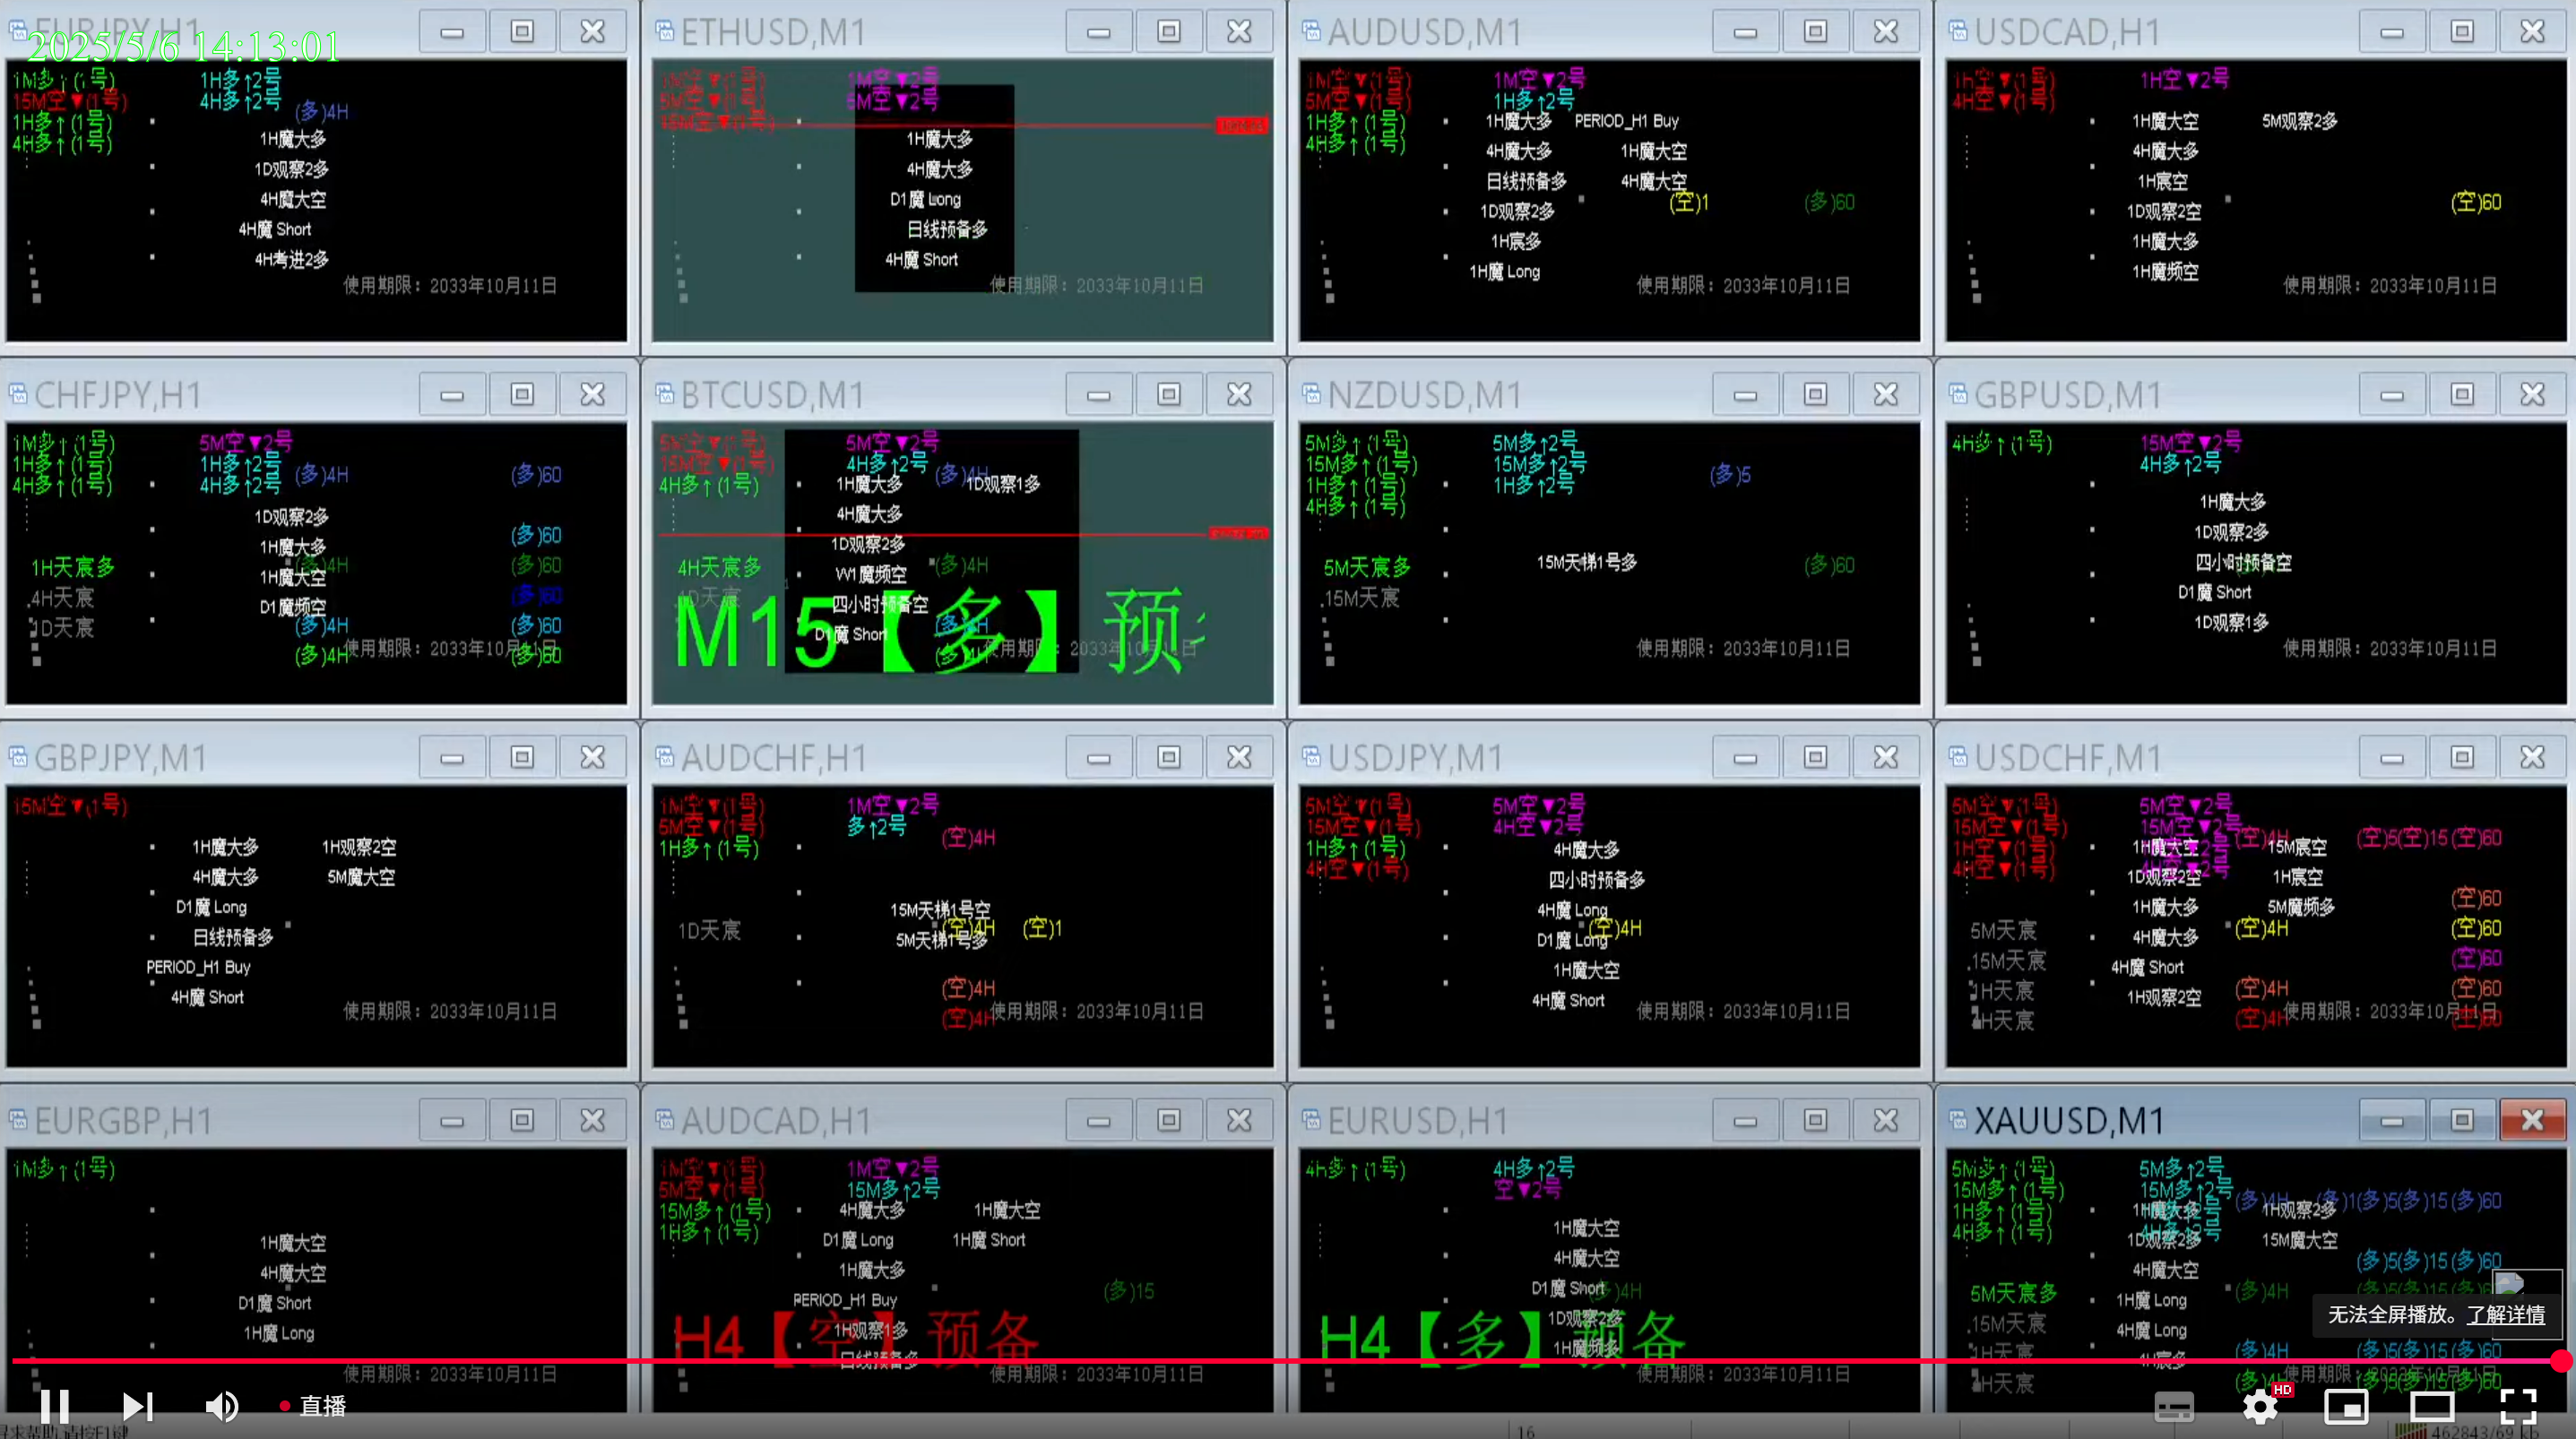 EURJPY,H1
2025/5/6 14:13:01
1M多↑(1号)
15M空▼(1号)
1H多↑(1号)
4H多↑(1号)
1H多↑2号
4H多↑2号
(多)4H
1H魔大多
1D观察2多
4H魔大空
4H魔 Short
4H考进2多
使用期限：2033年10月11日
ETHUSD,M1
1M空▼(1号)
5M空▼(1号)
15M空▼(1号)
1M空▼2号
5M空▼2号
1H魔大多
4H魔大多
D1魔 Long
日线预备多
4H魔 Short
使用期限：2033年10月11日
AUDUSD,M1
1M空▼(1号)
5M空▼(1号)
1H多↑(1号)
4H多↑(1号)
1M空▼2号
1H多↑2号
1H魔大多 PERIOD_H1 Buy
4H魔大多 1H魔大空
日线预备多 4H魔大空
(空)1 (多)60
1D观察2多
1H宸多
1H魔 Long
使用期限：2033年10月11日
USDCAD,H1
1H空▼(1号)
4H空▼(1号)
1H空▼2号
1H魔大空 5M观察2多
4H魔大多
1H宸空
(空)60
1D观察2空
1H魔大多
1H魔频空
使用期限：2033年10月11日
CHFJPY,H1
1M多↑(1号)
1H多↑(1号)
4H多↑(1号)
5M空▼2号
1H多↑2号
4H多↑2号
(多)4H (多)60
1D观察2多
(多)60
1H魔大多
1H天宸多
(多)4H (多)60
1H魔大空
4H天宸
(多)60
D1魔频空
1D天宸
(多)4H (多)60
(多)4H (多)60
使用期限：2033年10月11日
BTCUSD,M1
5M空▼(1号)
15M空▼(1号)
4H多↑(1号)
5M空▼2号
4H多↑2号
(多)4H
1H魔大多 1D观察1多
4H魔大多
1D观察2多
4H天宸多
(多)4H
W1魔频空
1D天宸
四小时预备空
D1魔 Short
M15【多】预
NZDUSD,M1
5M多↑(1号)
15M多↑(1号)
1H多↑(1号)
4H多↑(1号)
5M多↑2号
15M多↑2号
1H多↑2号
(多)5
15M天梯1号多
5M天宸多
(多)60
15M天宸
使用期限：2033年10月11日
GBPUSD,M1
4H多↑(1号)
15M空▼2号
4H多↑2号
1H魔大多
1D观察2多
四小时预备空
D1魔 Short
1D观察1多
使用期限：2033年10月11日
GBPJPY,M1
15M空▼(1号)
1H魔大多 1H观察2空
4H魔大多 5M魔大空
D1魔 Long
日线预备多
PERIOD_H1 Buy
4H魔 Short
使用期限：2033年10月11日
AUDCHF,H1
1M空▼(1号)
5M空▼(1号)
1H多↑(1号)
1M空▼2号
多↑2号
(空)4H
15M天梯1号空
1D天宸
(空)4H (空)1
5M天梯1号多
(空)4H
(空)4H
使用期限：2033年10月11日
USDJPY,M1
5M空▼(1号)
15M空▼(1号)
1H多↑(1号)
4H空▼(1号)
5M空▼2号
4H空▼2号
4H魔大多
四小时预备多
4H魔 Long
(空)4H
D1魔 Long
1H魔大空
4H魔 Short
使用期限：2033年10月11日
USDCHF,M1
5M空▼(1号)
15M空▼(1号)
1H空▼(1号)
4H空▼(1号)
5M空▼2号
15M空▼2号
(空)4H (空)5(空)15(空)60
1H魔大空 15M宸空
1D观察2空 1H宸空
(空)60
1H魔大多 5M魔频多
5M天宸
(空)4H (空)60
4H魔大多
15M天宸
(空)60
4H魔 Short
1H天宸
(空)4H (空)60
1H观察2空
4H天宸
(空)4H (空)60
使用期限：2033年10月11日
EURGBP,H1
1M多↑(1号)
1H魔大空
4H魔大空
D1魔 Short
1H魔 Long
使用期限：2033年10月11日
AUDCAD,H1
1M空▼(1号)
5M空▼(1号)
15M多↑(1号)
1H多↑(1号)
1M空▼2号
15M多↑2号
4H魔大多 1H魔大空
D1魔 Long 1H魔 Short
1H魔大多
(多)15
PERIOD_H1 Buy
1H观察1多
H4【空】预备
日线预备多
使用期限：2033年10月11日
EURUSD,H1
4H多↑(1号)
4H多↑2号
空▼2号
1H魔大空
4H魔大空
D1魔 Short
1D观察2多
H4【多】预备
1H魔频多
使用期限：2033年10月11日
XAUUSD,M1
5M多↑(1号)
15M多↑(1号)
1H多↑(1号)
4H多↑(1号)
5M多↑2号
15M多↑2号
4H多↑2号
(多)4H (多)1(多)5(多)15(多)60
1H魔大多 1H观察2多
1D观察2多 15M魔大空
(多)5(多)15(多)60
4H魔大空
5M天宸多
(多)4H
1H魔 Long
15M天宸
4H魔 Long
1H天宸
(多)4H (多)5(多)15(多)60
4H天宸
无法全屏播放。了解详情
直播
HD
16